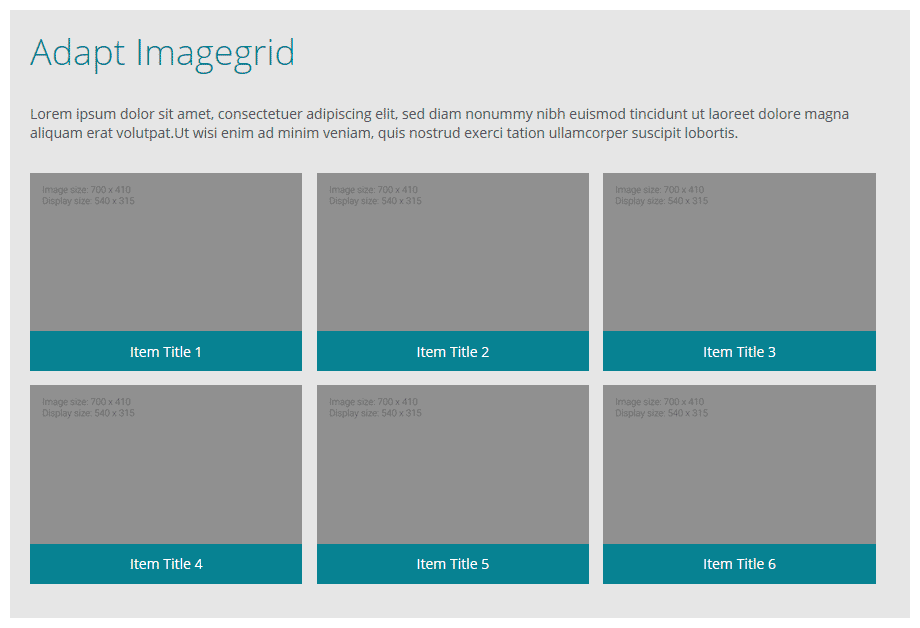 Adapt Imagegrid
Lorem ipsum dolor sit amet, consectetuer adipiscing elit, sed diam nonummy nibh euismod tincidunt ut laoreet dolore magna
aliquam erat volutpat.Ut wisi enim ad minim veniam, quis nostrud exerci tation ullamcorper suscipit lobortis.
Image size: 700 x 410
Display size: 540 x 315
Item Title 1
Image size: 700 x 410
Display size: 540 x 315
Item Title 2
Image size: 700 x 410
Display size: 540 x 315
Item Title 3
Image size: 700 x 410
Display size: 540 x 315
Item Title 4
Image size: 700 x 410
Display size: 540 x 315
Item Title 5
Image size: 700 x 410
Display size: 540 x 315
Item Title 6